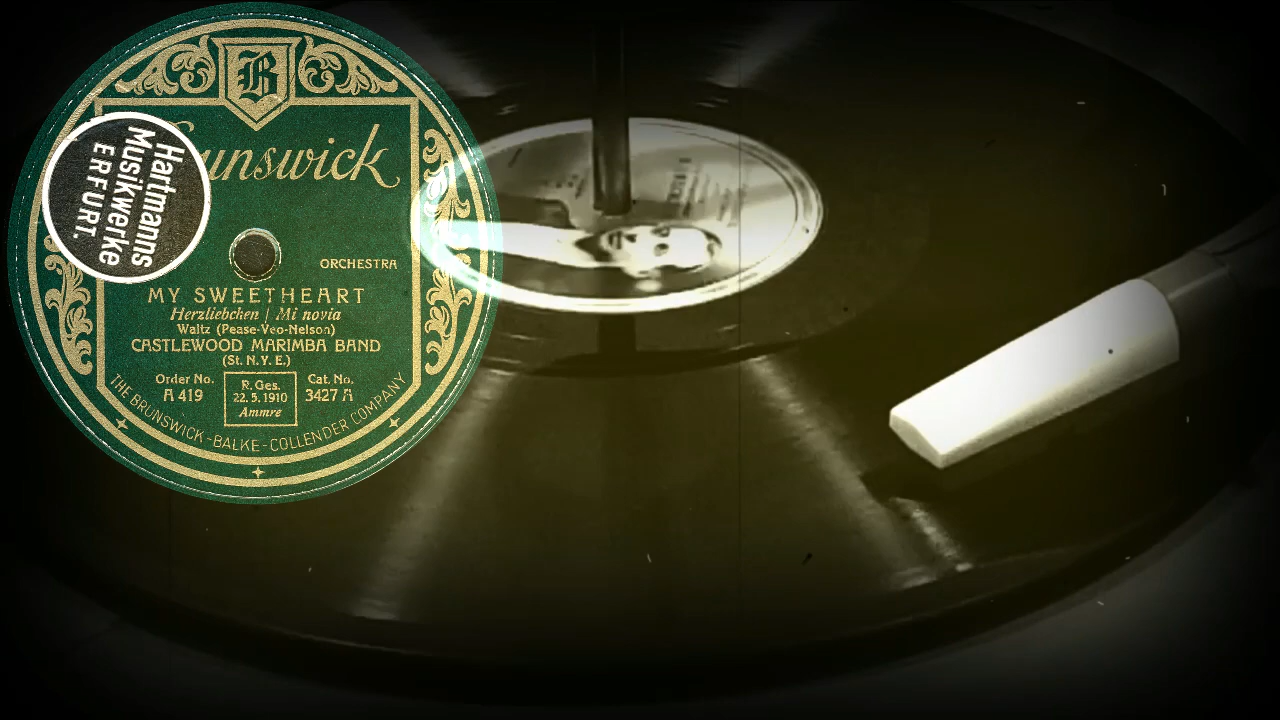 B
Brunswick
Hartmanns
Musikwerke
ERFURT.
ORCHESTRA
MY SWEETHEART
Herzliebchen | Mi novia
Waltz (Pease-Veo-Nelson)
CASTLEWOOD MARIMBA BAND
(St. N.Y.E.)
Order No.
A 419
R. Ges.
22. 5. 1910
Ammre
Cat. No.
3427 A
THE BRUNSWICK-BALKE-COLLENDER COMPANY